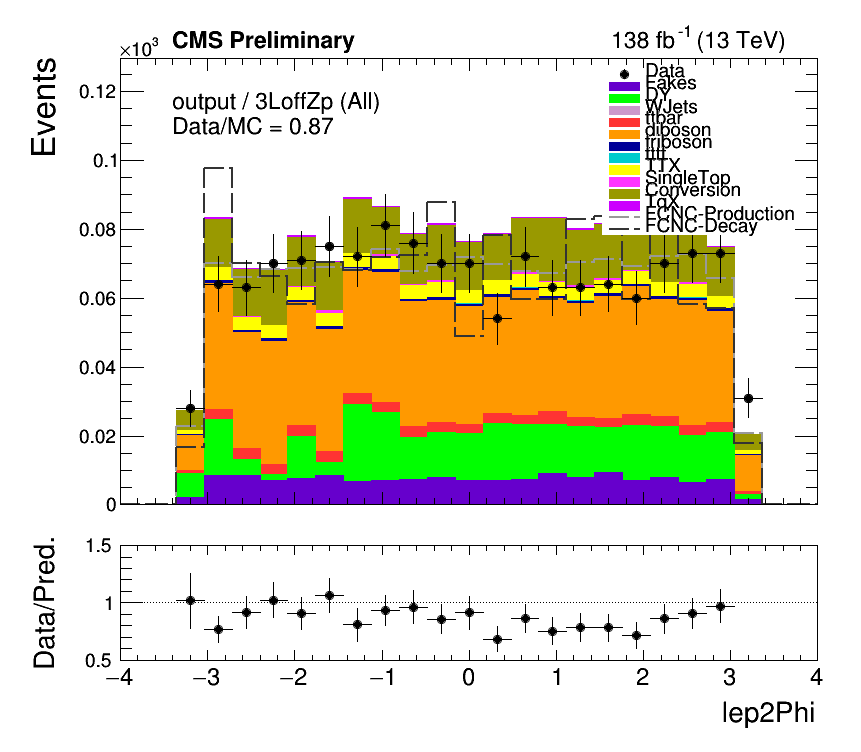 ×10³ CMS Preliminary 138 fb⁻¹ (13 TeV)
Events
output / 3LoffZp (All)
Data/MC = 0.87
Data
Fakes
DY
WJets
ttbar
diboson
triboson
tttt
TTX
SingleTop
Conversion
TqX
FCNC-Production
FCNC-Decay
0.12
0.1
0.08
0.06
0.04
0.02
0
Data/Pred.
1.5
1
0.5
−4 −3 −2 −1 0 1 2 3 4
lep2Phi